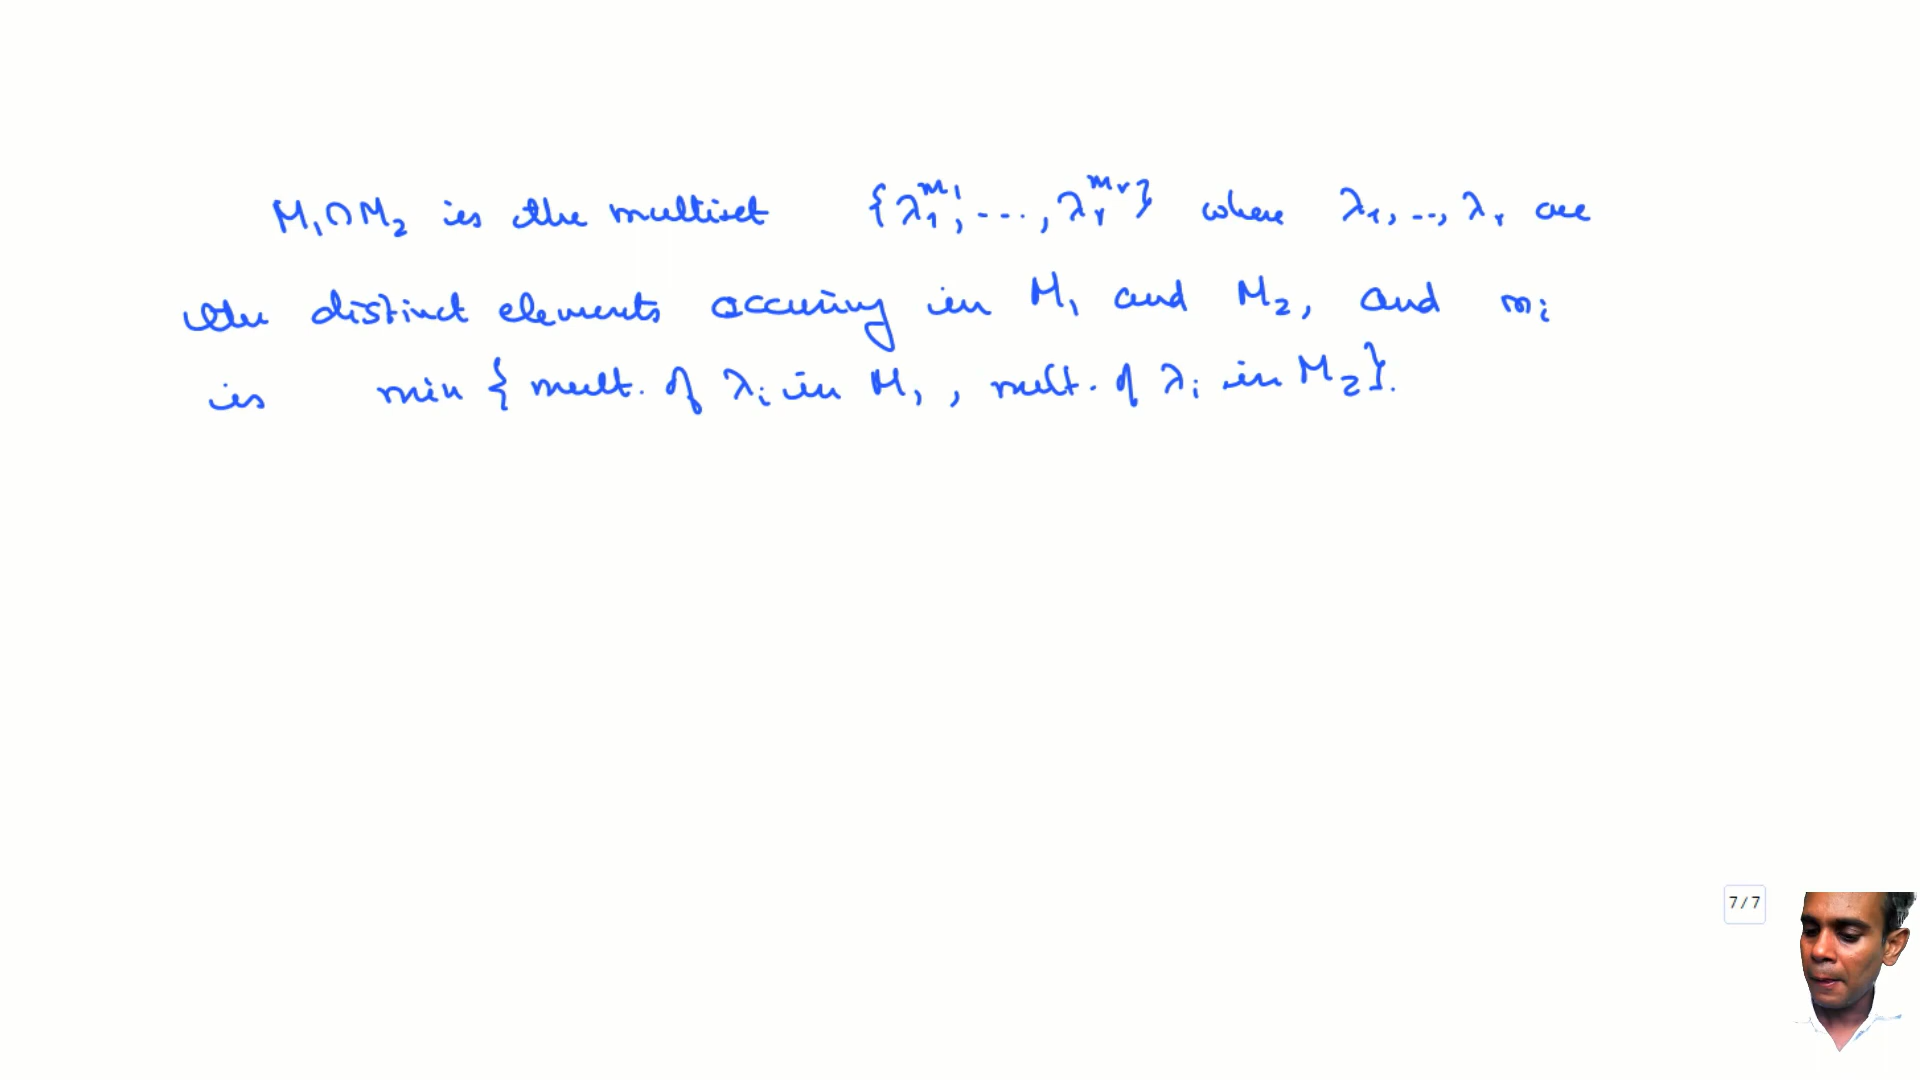 M₁∩M₂ is the multiset {λ₁^{m₁}, ..., λᵣ^{mᵣ}} where λ₁, .., λᵣ are
the distinct elements occuring in M₁ and M₂, and mᵢ
is min { mult. of λᵢ in M₁, mult. of λᵢ in M₂}.
7/7